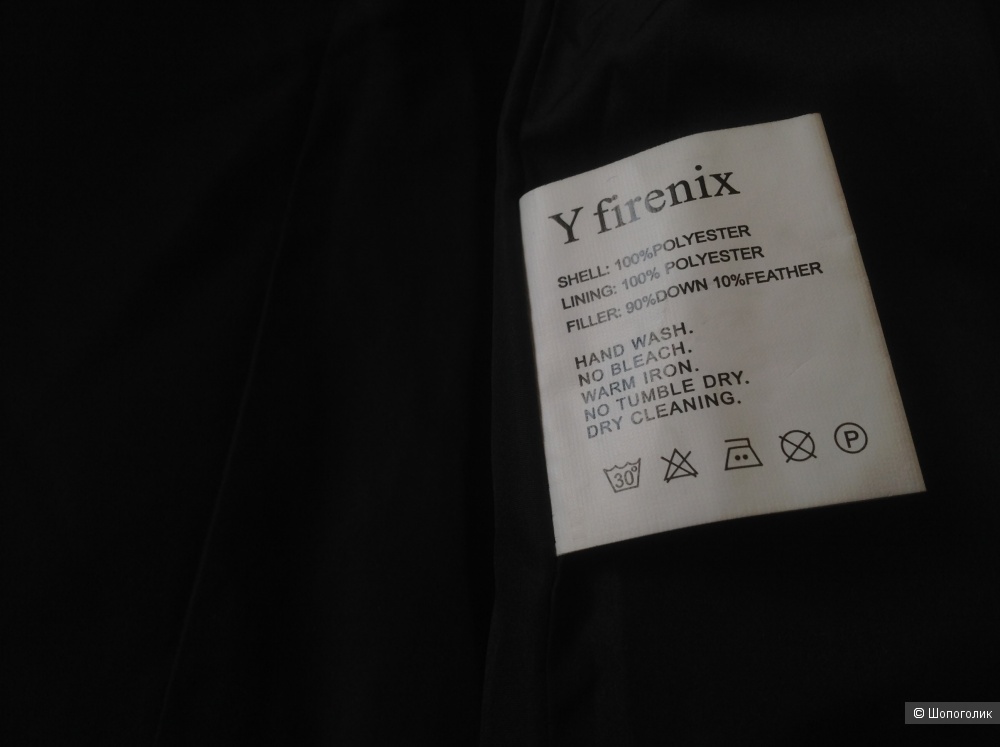 Y firenix
SHELL: 100%POLYESTER
LINING: 100% POLYESTER
FILLER: 90%DOWN 10%FEATHER
HAND WASH.
NO BLEACH.
WARM IRON.
NO TUMBLE DRY.
DRY CLEANING.
30° P
© Шопоголик